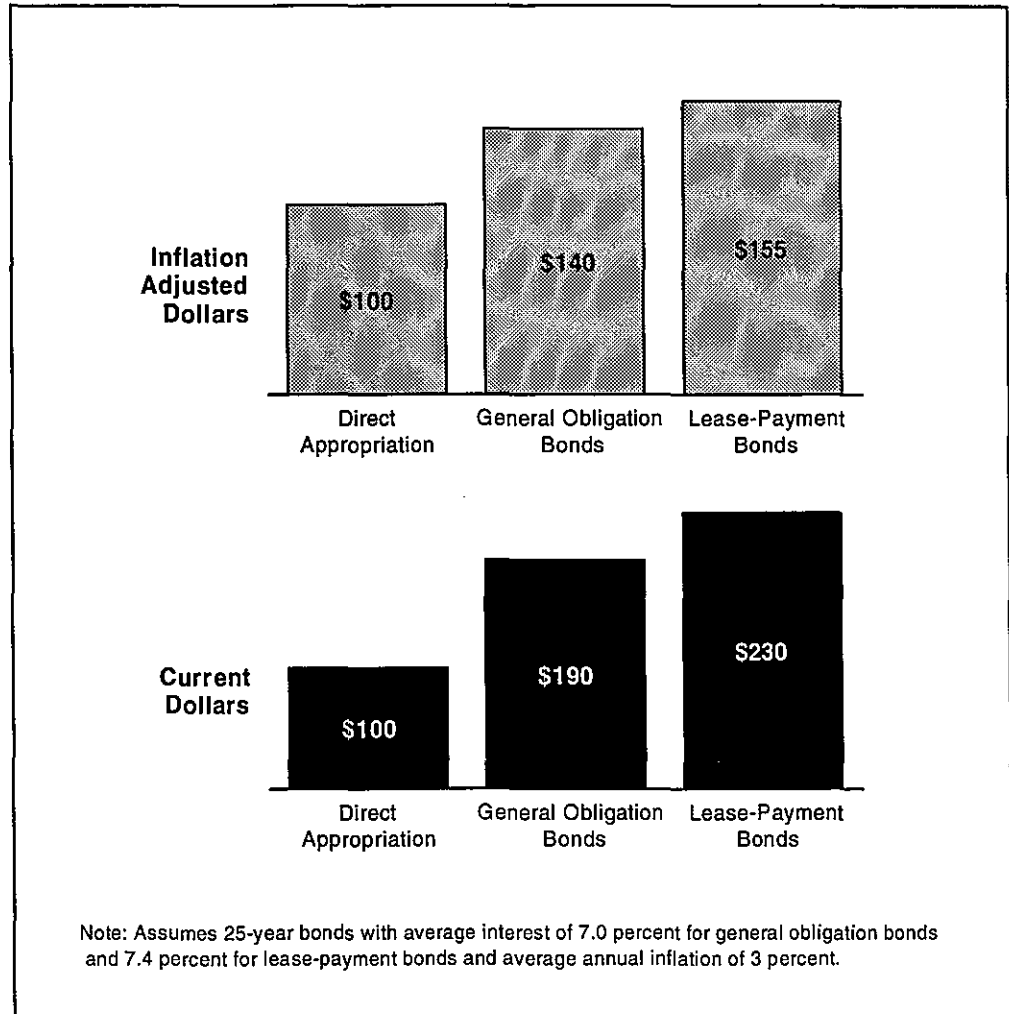 Inflation
Adjusted
Dollars
$100
$140
$155
Direct
Appropriation
General Obligation
Bonds
Lease-Payment
Bonds
Current
Dollars
$100
$190
$230
Direct
Appropriation
General Obligation
Bonds
Lease-Payment
Bonds
Note: Assumes 25-year bonds with average interest of 7.0 percent for general obligation bonds
and 7.4 percent for lease-payment bonds and average annual inflation of 3 percent.